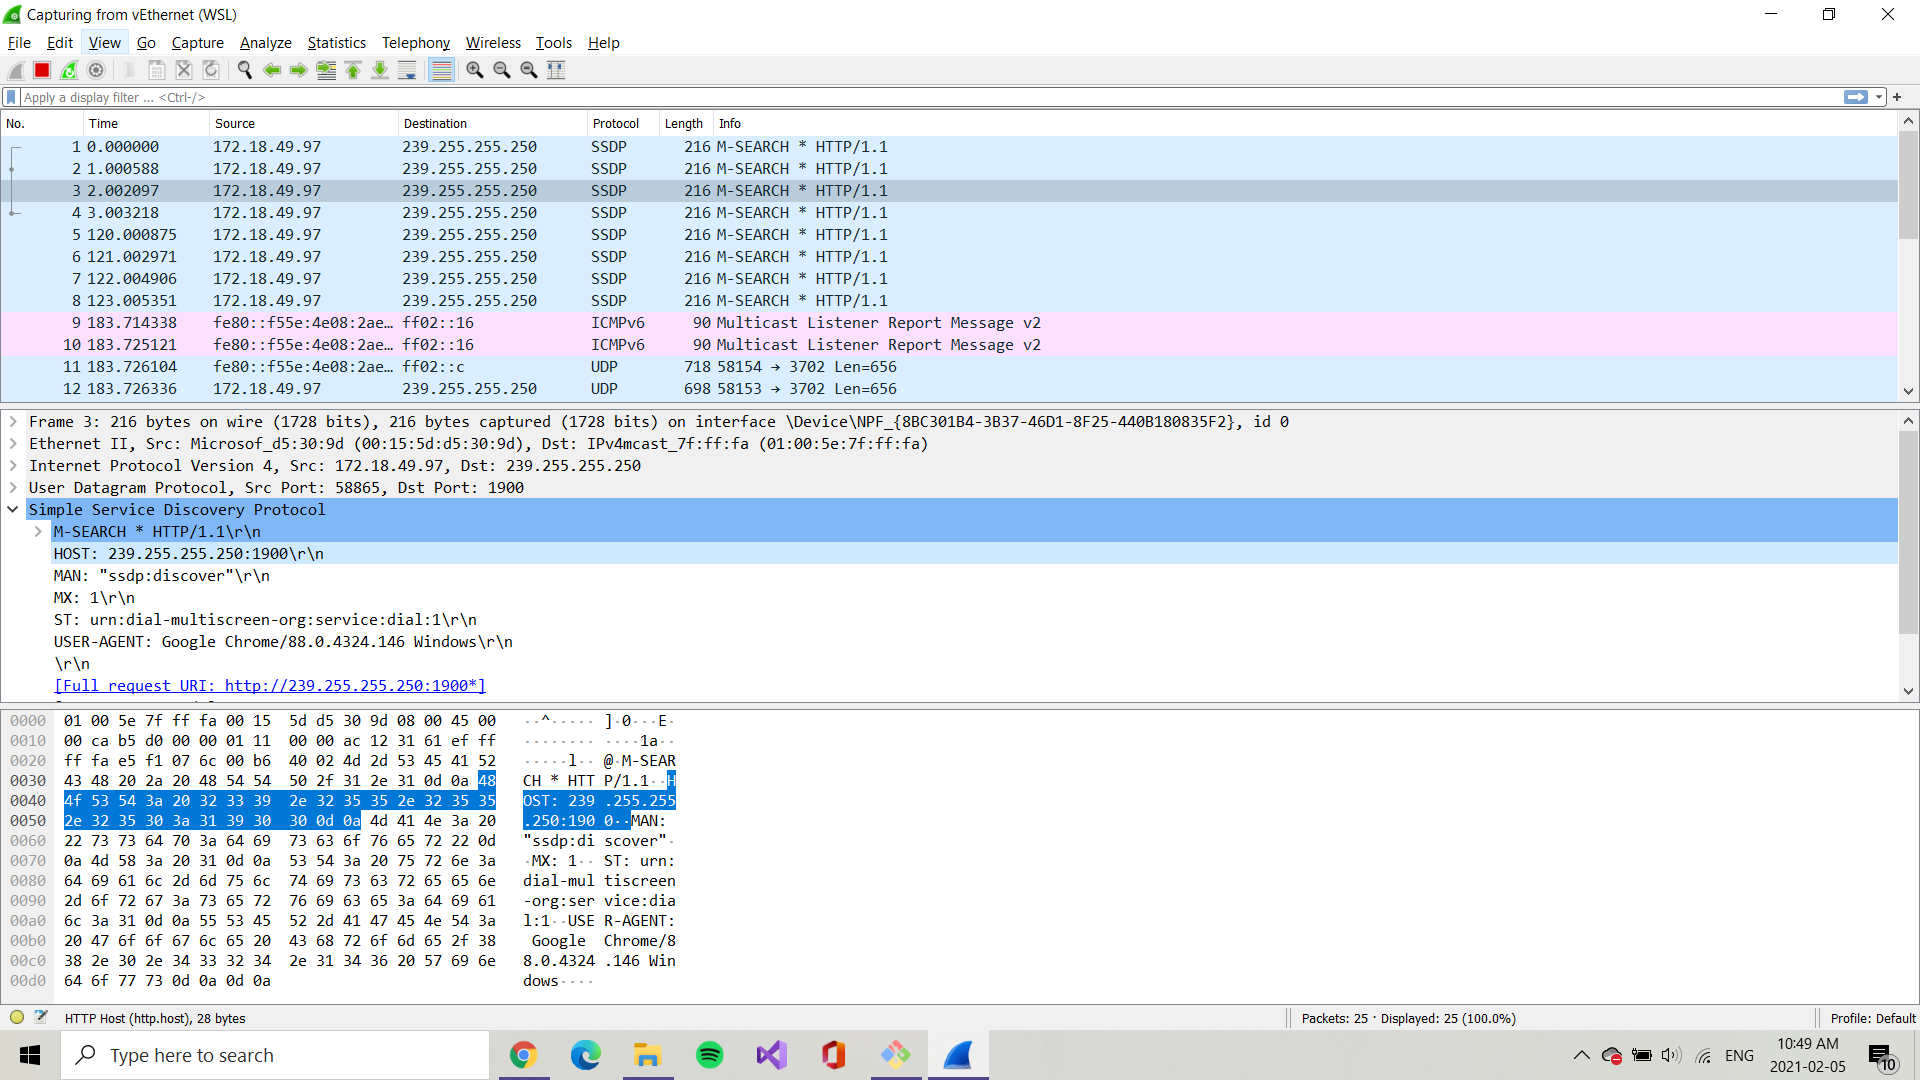 Capturing from vEthernet (WSL)
File Edit View Go Capture Analyze Statistics Telephony Wireless Tools Help
Apply a display filter ... <Ctrl-/>
No. Time Source Destination Protocol Length Info
1 0.000000 172.18.49.97 239.255.255.250 SSDP 216 M-SEARCH * HTTP/1.1
2 1.000588 172.18.49.97 239.255.255.250 SSDP 216 M-SEARCH * HTTP/1.1
3 2.002097 172.18.49.97 239.255.255.250 SSDP 216 M-SEARCH * HTTP/1.1
4 3.003218 172.18.49.97 239.255.255.250 SSDP 216 M-SEARCH * HTTP/1.1
5 120.000875 172.18.49.97 239.255.255.250 SSDP 216 M-SEARCH * HTTP/1.1
6 121.002971 172.18.49.97 239.255.255.250 SSDP 216 M-SEARCH * HTTP/1.1
7 122.004906 172.18.49.97 239.255.255.250 SSDP 216 M-SEARCH * HTTP/1.1
8 123.005351 172.18.49.97 239.255.255.250 SSDP 216 M-SEARCH * HTTP/1.1
9 183.714338 fe80::f55e:4e08:2ae… ff02::16 ICMPv6 90 Multicast Listener Report Message v2
10 183.725121 fe80::f55e:4e08:2ae… ff02::16 ICMPv6 90 Multicast Listener Report Message v2
11 183.726104 fe80::f55e:4e08:2ae… ff02::c UDP 718 58154 → 3702 Len=656
12 183.726336 172.18.49.97 239.255.255.250 UDP 698 58153 → 3702 Len=656
Frame 3: 216 bytes on wire (1728 bits), 216 bytes captured (1728 bits) on interface \Device\NPF_{8BC301B4-3B37-46D1-8F25-440B180835F2}, id 0
Ethernet II, Src: Microsof_d5:30:9d (00:15:5d:d5:30:9d), Dst: IPv4mcast_7f:ff:fa (01:00:5e:7f:ff:fa)
Internet Protocol Version 4, Src: 172.18.49.97, Dst: 239.255.255.250
User Datagram Protocol, Src Port: 58865, Dst Port: 1900
Simple Service Discovery Protocol
M-SEARCH * HTTP/1.1\r\n
HOST: 239.255.255.250:1900\r\n
MAN: "ssdp:discover"\r\n
MX: 1\r\n
ST: urn:dial-multiscreen-org:service:dial:1\r\n
USER-AGENT: Google Chrome/88.0.4324.146 Windows\r\n
\r\n
[Full request URI: http://239.255.255.250:1900*]
0000 01 00 5e 7f ff fa 00 15 5d d5 30 9d 08 00 45 00 ··^····· ]·0···E·
0010 00 ca b5 d0 00 00 01 11 00 00 ac 12 31 61 ef ff ········ ····1a··
0020 ff fa e5 f1 07 6c 00 b6 40 02 4d 2d 53 45 41 52 ·····l·· @·M-SEAR
0030 43 48 20 2a 20 48 54 54 50 2f 31 2e 31 0d 0a 48 CH * HTT P/1.1··H
0040 4f 53 54 3a 20 32 33 39 2e 32 35 35 2e 32 35 35 OST: 239 .255.255
0050 2e 32 35 30 3a 31 39 30 30 0d 0a 4d 41 4e 3a 20 .250:190 0··MAN:
0060 22 73 73 64 70 3a 64 69 73 63 6f 76 65 72 22 0d "ssdp:di scover"·
0070 0a 4d 58 3a 20 31 0d 0a 53 54 3a 20 75 72 6e 3a ·MX: 1·· ST: urn:
0080 64 69 61 6c 2d 6d 75 6c 74 69 73 63 72 65 65 6e dial-mul tiscreen
0090 2d 6f 72 67 3a 73 65 72 76 69 63 65 3a 64 69 61 -org:ser vice:dia
00a0 6c 3a 31 0d 0a 55 53 45 52 2d 41 47 45 4e 54 3a l:1··USE R-AGENT:
00b0 20 47 6f 6f 67 6c 65 20 43 68 72 6f 6d 65 2f 38 Google Chrome/8
00c0 38 2e 30 2e 34 33 32 34 2e 31 34 36 20 57 69 6e 8.0.4324 .146 Win
00d0 64 6f 77 73 0d 0a 0d 0a dows····
HTTP Host (http.host), 28 bytes Packets: 25 · Displayed: 25 (100.0%) Profile: Default
Type here to search ENG 10:49 AM
2021-02-05 10